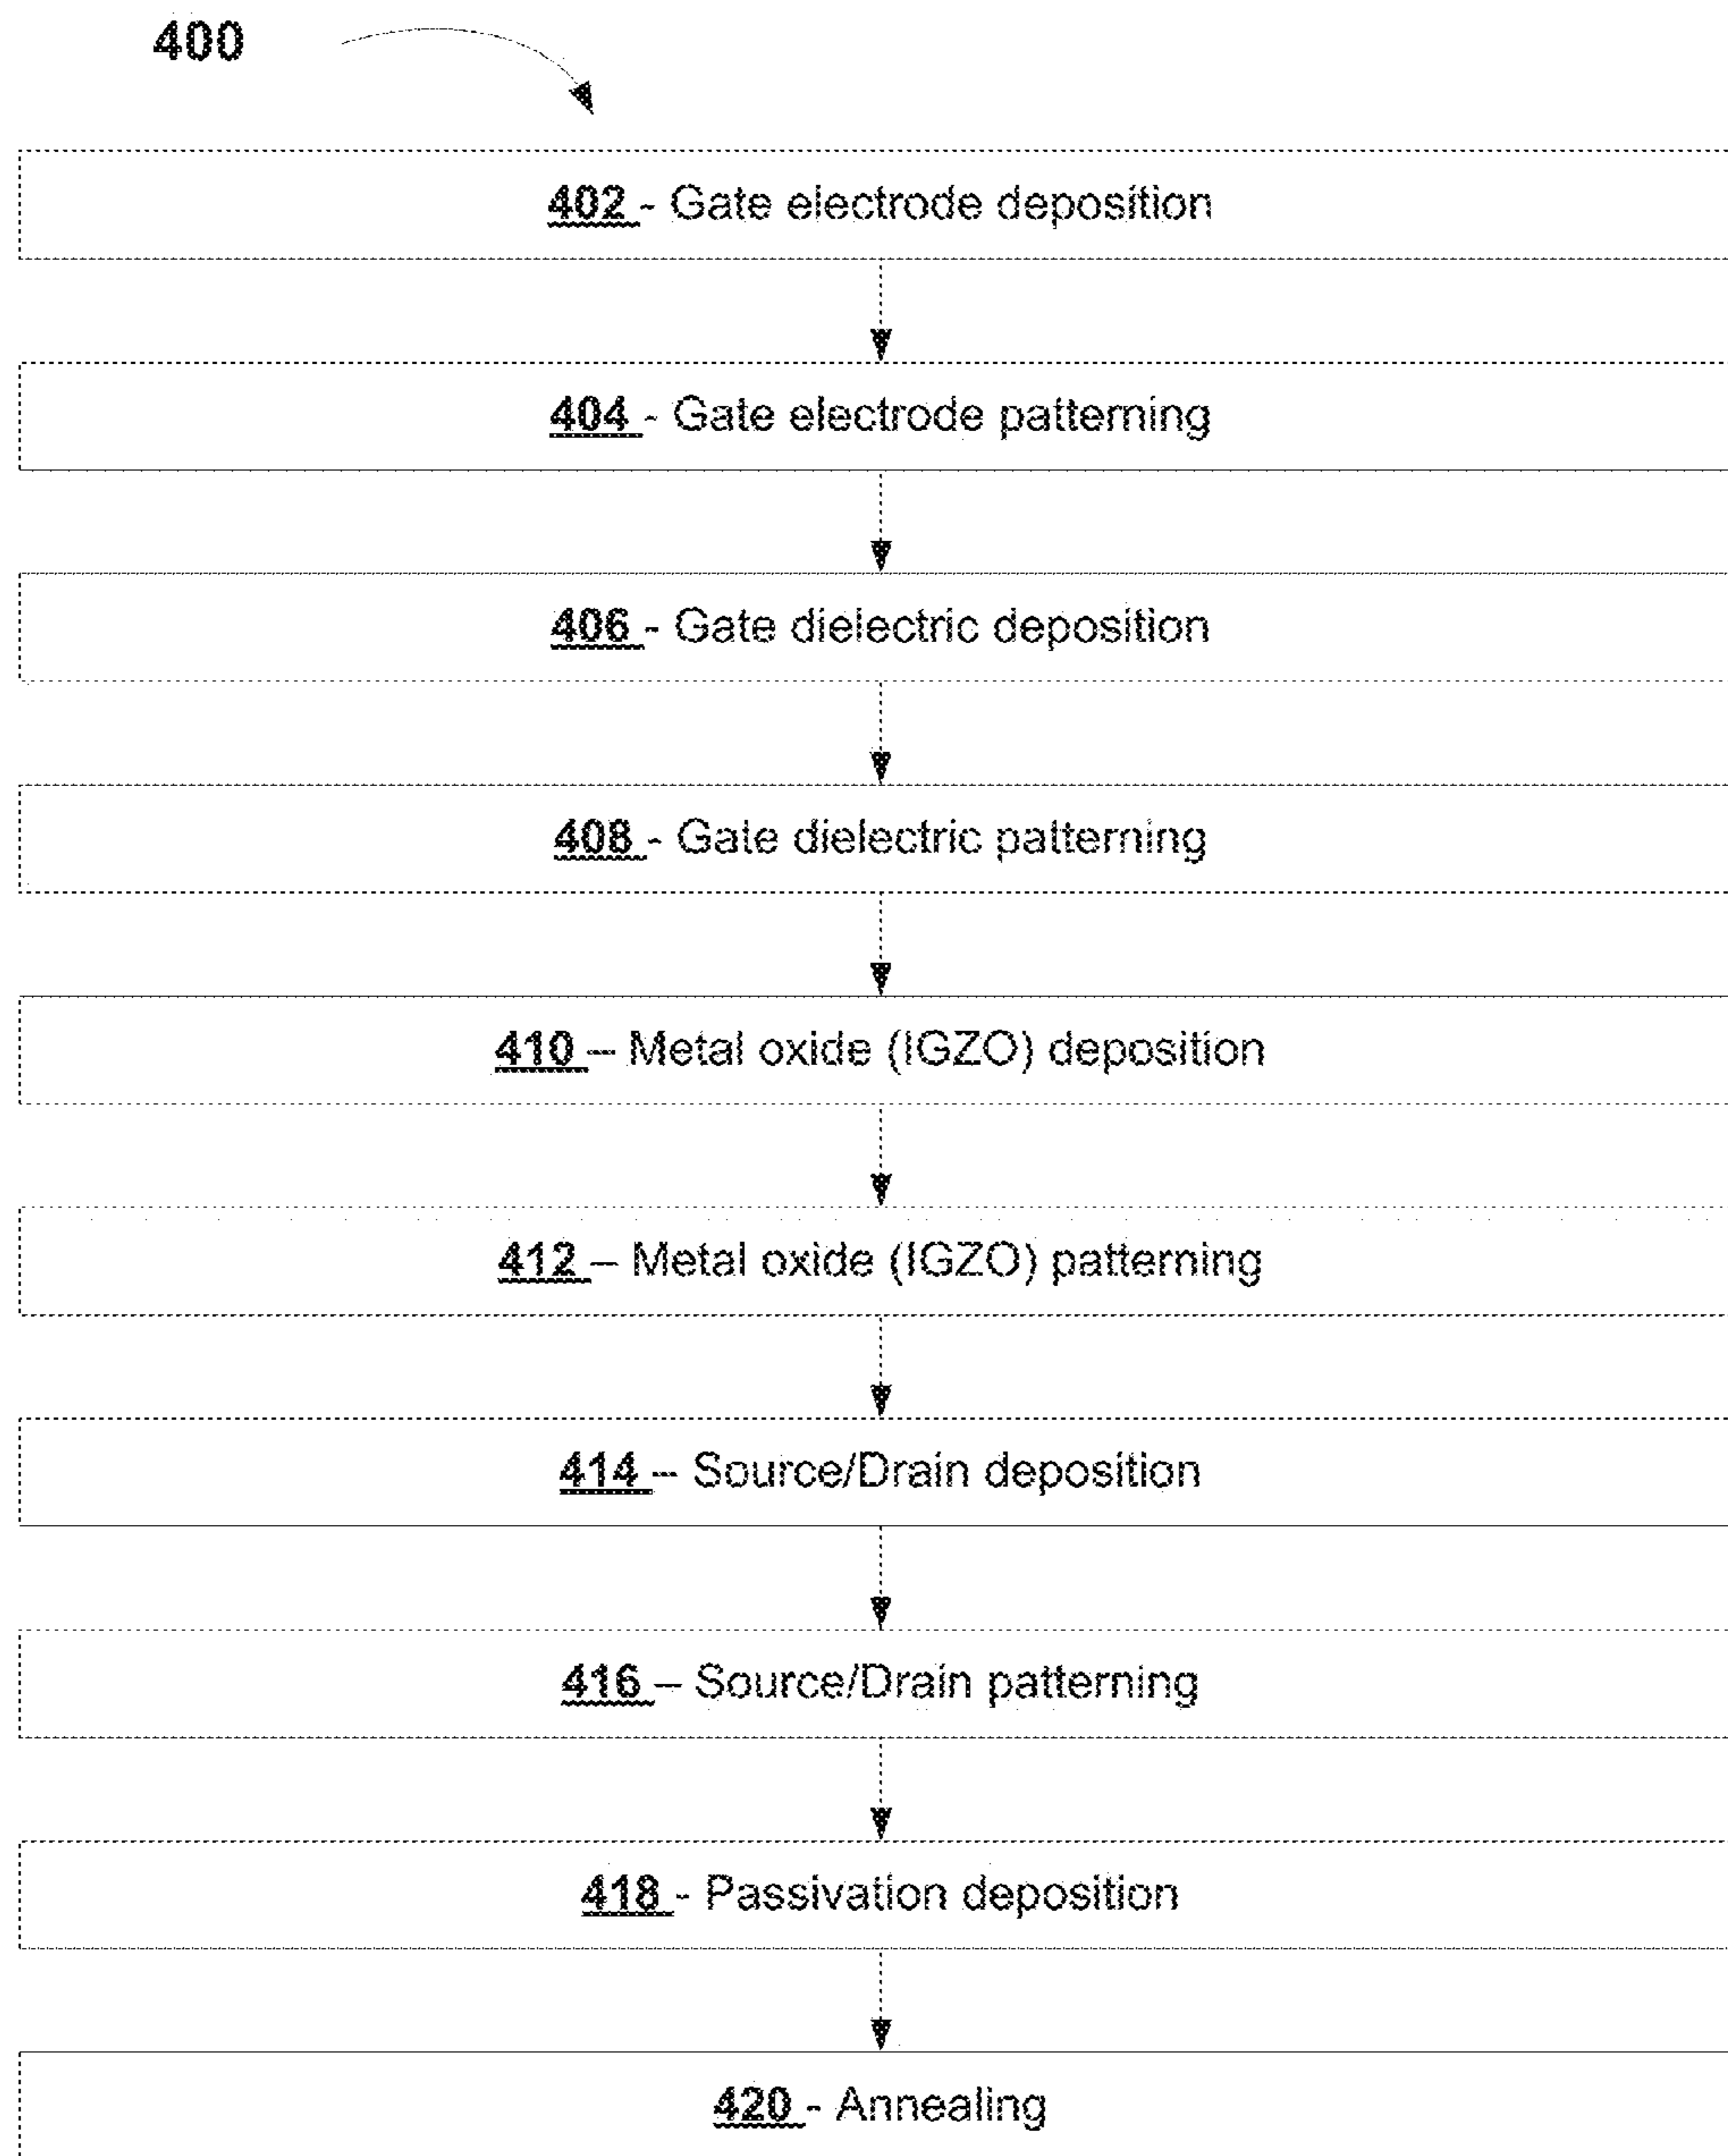 400
402 - Gate electrode deposition
404 - Gate electrode patterning
406 - Gate dielectric deposition
408 - Gate dielectric patterning
410 – Metal oxide (IGZO) deposition
412 – Metal oxide (IGZO) patterning
414 – Source/Drain deposition
416 – Source/Drain patterning
418 - Passivation deposition
420 - Annealing